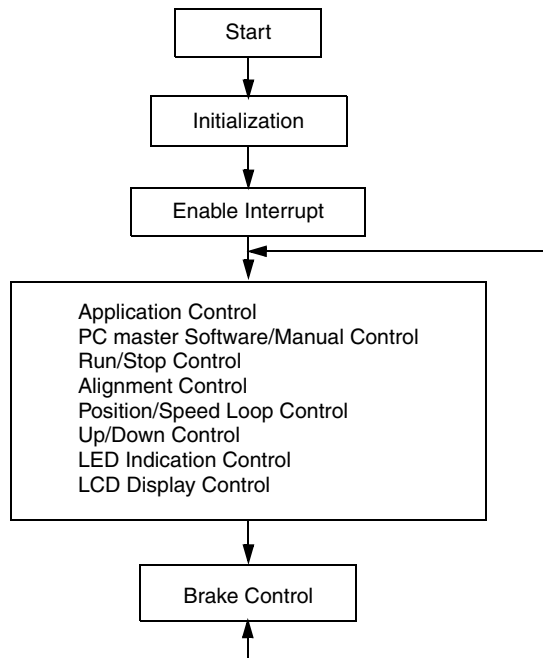 Start
Initialization
Enable Interrupt
Application Control
PC master Software/Manual Control
Run/Stop Control
Alignment Control
Position/Speed Loop Control
Up/Down Control
LED Indication Control
LCD Display Control
Brake Control